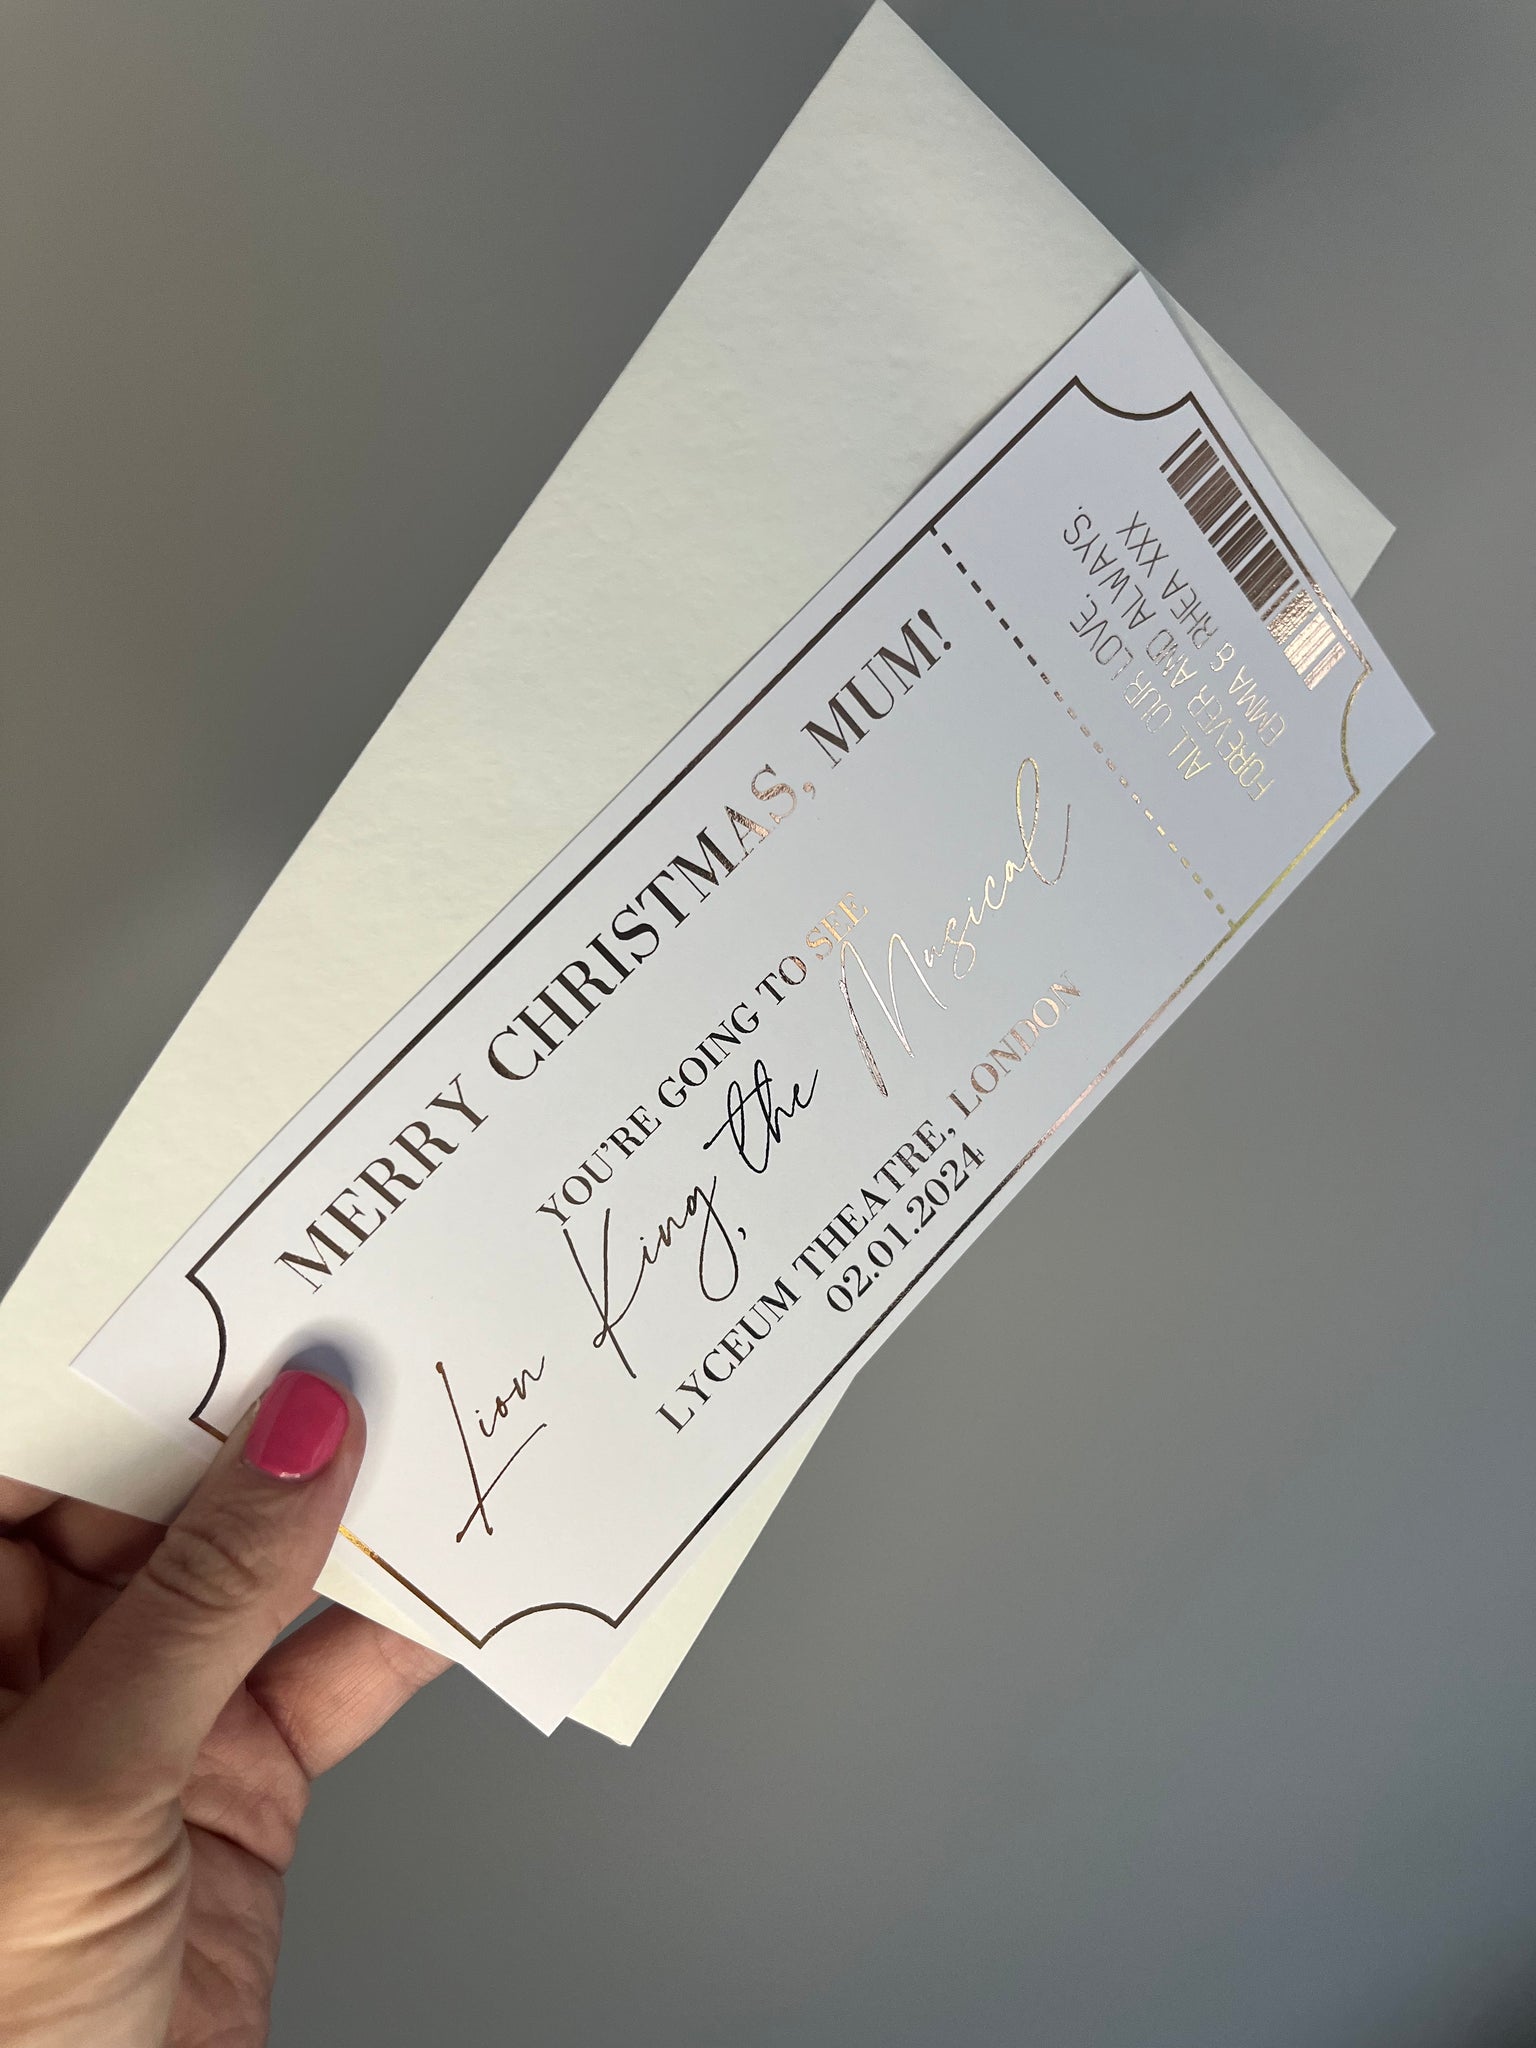 MERRY CHRISTMAS, MUM!
YOU'RE GOING TO SEE
Lion King, the Musical
LYCEUM THEATRE, LONDON
02.01.2024
ALL OUR LOVE,
FOREVER AND ALWAYS.
EMMA & RHEA XXX